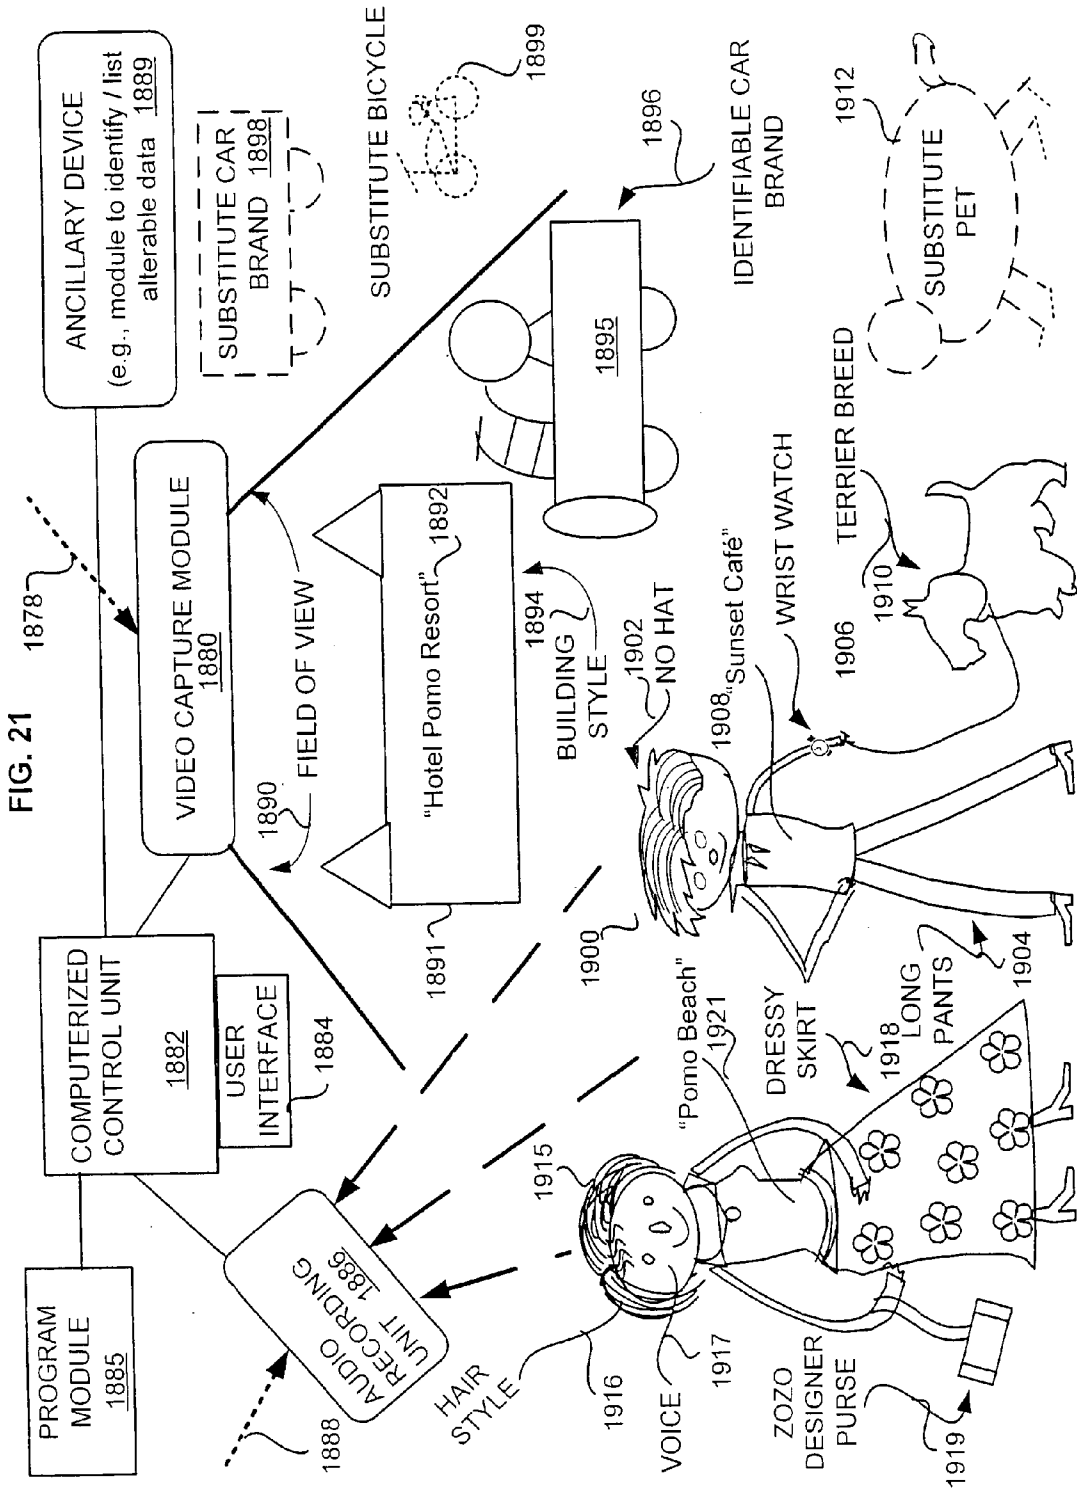 FIG. 21
PROGRAM
MODULE
1885
COMPUTERIZED
CONTROL UNIT
1882
USER
INTERFACE
1884
1878
VIDEO CAPTURE MODULE
1880
ANCILLARY DEVICE
(e.g., module to identify / list
alterable data 1889
SUBSTITUTE CAR
BRAND 1898
SUBSTITUTE BICYCLE
1899
1888
AUDIO
RECORDING
UNIT 1886
1890
FIELD OF VIEW
1891
"Hotel Pomo Resort"
1892
BUILDING
STYLE
1894
1895
1896
IDENTIFIABLE CAR
BRAND
HAIR
STYLE
1916
1915
VOICE
1917
ZOZO
DESIGNER
PURSE
1919
"Pomo Beach"
1921
DRESSY
SKIRT
1918
1900
1902
NO HAT
1908
"Sunset Café"
WRIST WATCH
1906
LONG
PANTS
1904
TERRIER BREED
1910
1912
SUBSTITUTE
PET